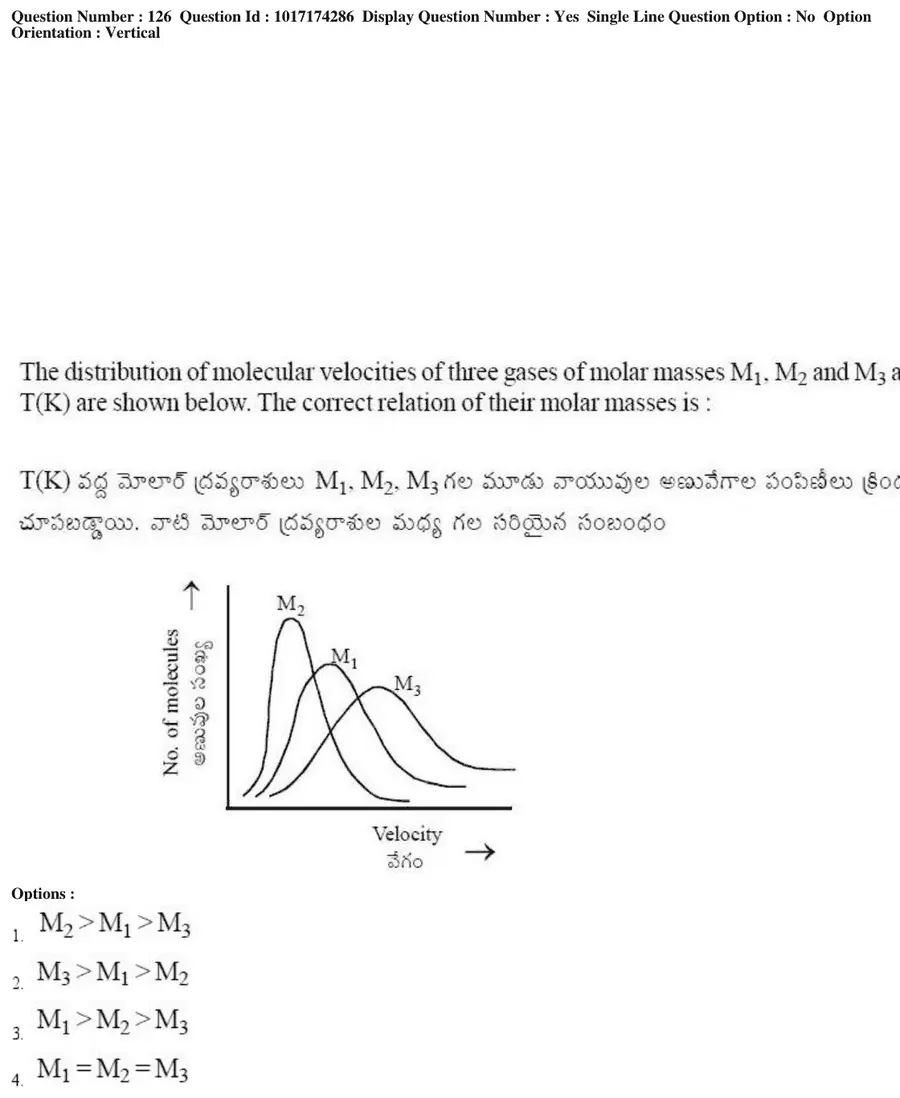 Question Number : 126 Question Id : 1017174286 Display Question Number : Yes Single Line Question Option : No Option
Orientation : Vertical
The distribution of molecular velocities of three gases of molar masses M₁, M₂ and M₃ a
T(K) are shown below. The correct relation of their molar masses is :
T(K) వద్ద మోలార్ ద్రవ్యరాశులు M₁, M₂, M₃ గల మూడు వాయువుల అణువేగాల పంపిణీలు క్రింద
చూపబడ్డాయి. వాటి మోలార్ ద్రవ్యరాశుల మధ్య గల సరియైన సంబంధం
No. of molecules
అణువుల సంఖ్య
M₂
M₁
M₃
Velocity
వేగం
Options :
1. M₂ > M₁ > M₃
2. M₃ > M₁ > M₂
3. M₁ > M₂ > M₃
4. M₁ = M₂ = M₃